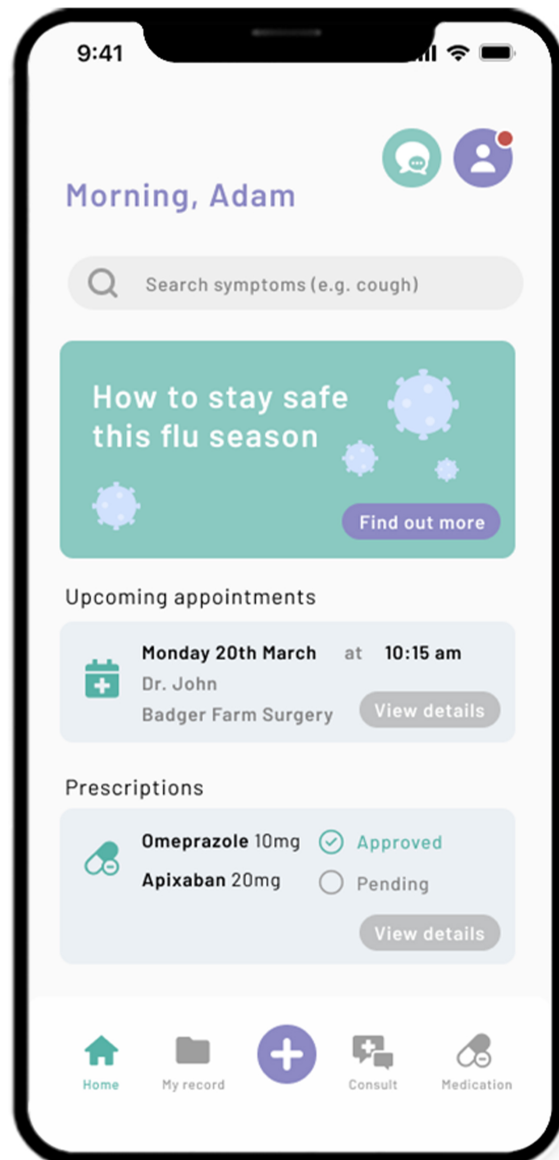 9:41
Morning, Adam
Search symptoms (e.g. cough)
How to stay safe
this flu season
Find out more
Upcoming appointments
Monday 20th March at 10:15 am
Dr. John
Badger Farm Surgery
View details
Prescriptions
Omeprazole 10mg Approved
Apixaban 20mg Pending
View details
Home My record Consult Medication